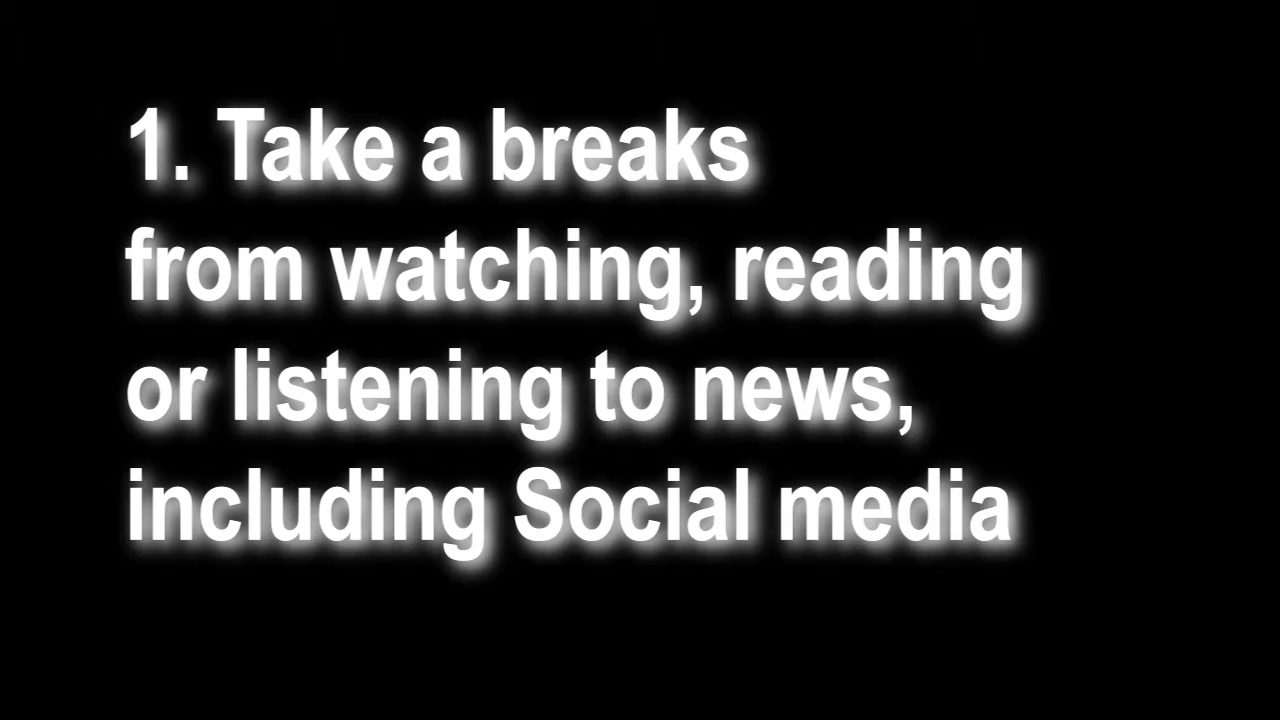 1. Take a breaks
from watching, reading
or listening to news,
including Social media